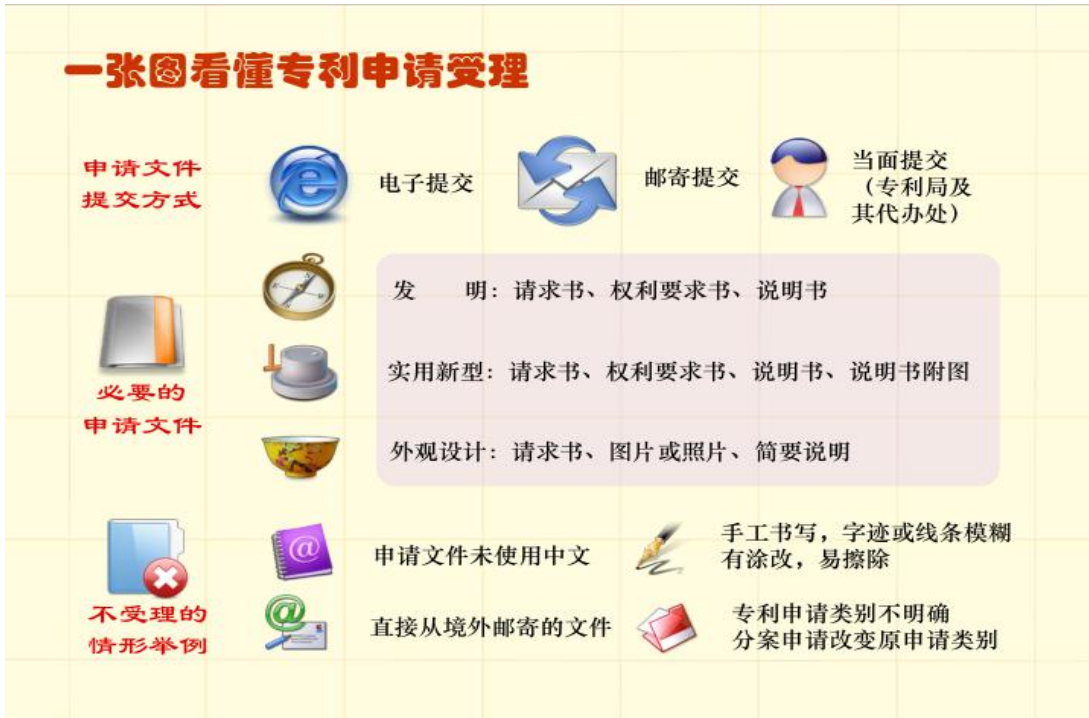 一张图看懂专利申请受理
申请文件
提交方式
电子提交
邮寄提交
当面提交
（专利局及
其代办处）
必要的
申请文件
发 明：请求书、权利要求书、说明书
实用新型：请求书、权利要求书、说明书、说明书附图
外观设计：请求书、图片或照片、简要说明
不受理的
情形举例
申请文件未使用中文
手工书写，字迹或线条模糊
有涂改，易擦除
直接从境外邮寄的文件
专利申请类别不明确
分案申请改变原申请类别